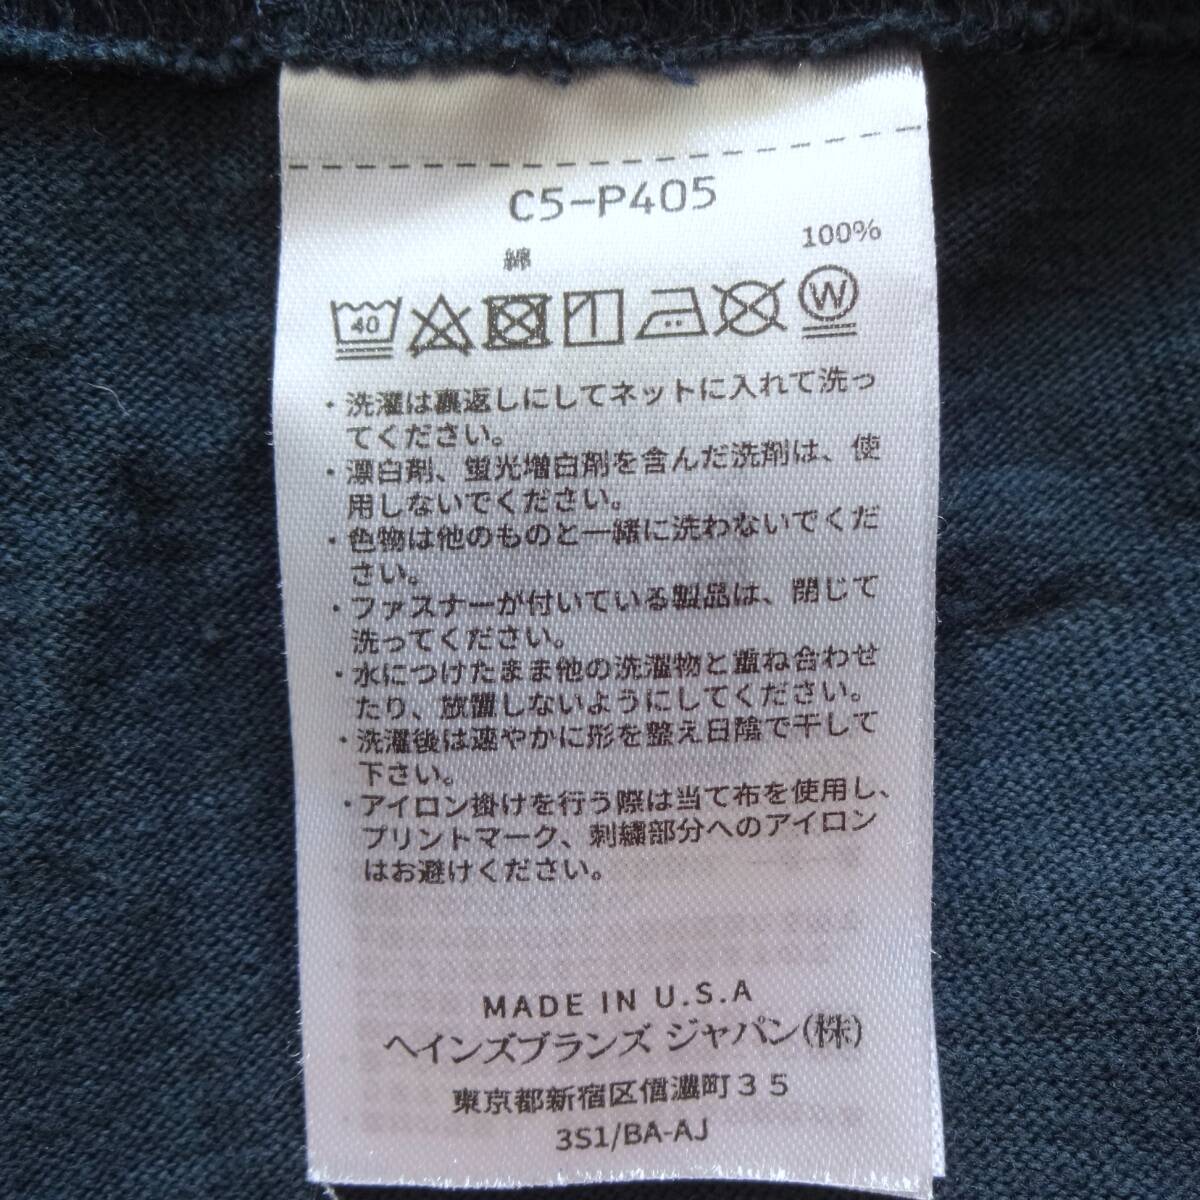 C5-P405
綿 100%
40 W
・洗濯は裏返しにしてネットに入れて洗っ
てください。
・漂白剤、蛍光増白剤を含んだ洗剤は、使
用しないでください。
・色物は他のものと一緒に洗わないでくだ
さい。
・ファスナーが付いている製品は、閉じて
洗ってください。
・水につけたまま他の洗濯物と重ね合わせ
たり、放置しないようにしてください。
・洗濯後は速やかに形を整え日陰で干して
下さい。
・アイロン掛けを行う際は当て布を使用し、
プリントマーク、刺繍部分へのアイロン
はお避けください。
MADE IN U.S.A
ヘインズブランズ ジャパン(株)
東京都新宿区信濃町３５
3S1/BA-AJ